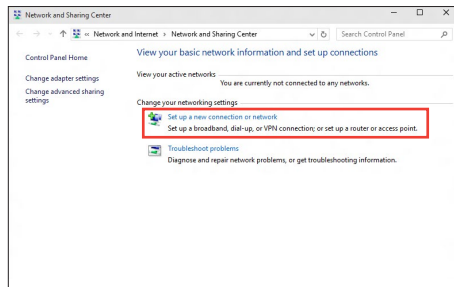 Network and Sharing Center
« Network and Internet > Network and Sharing Center
Search Control Panel
Control Panel Home
Change adapter settings
Change advanced sharing
settings
View your basic network information and set up connections
View your active networks
You are currently not connected to any networks.
Change your networking settings
Set up a new connection or network
Set up a broadband, dial-up, or VPN connection; or set up a router or access point.
Troubleshoot problems
Diagnose and repair network problems, or get troubleshooting information.